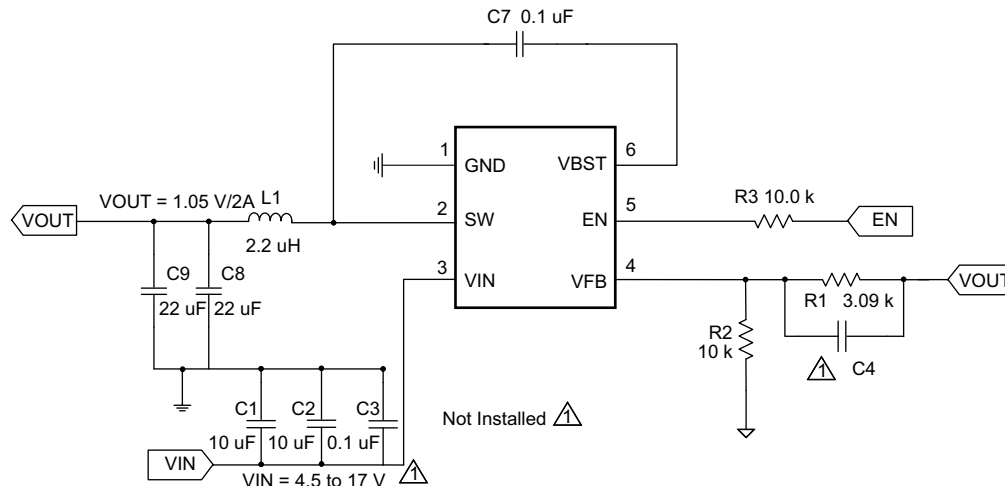 C7 0.1 uF
1
GND
VBST
6
VOUT = 1.05 V/2A
L1
VOUT
2
SW
EN
5
R3 10.0 k
EN
2.2 uH
3
VIN
VFB
4
VOUT
C9
22 uF
C8
22 uF
R1 3.09 k
R2
10 k
1
C4
C1
10 uF
C2
10 uF
C3
0.1 uF
Not Installed 1
VIN
VIN = 4.5 to 17 V
1